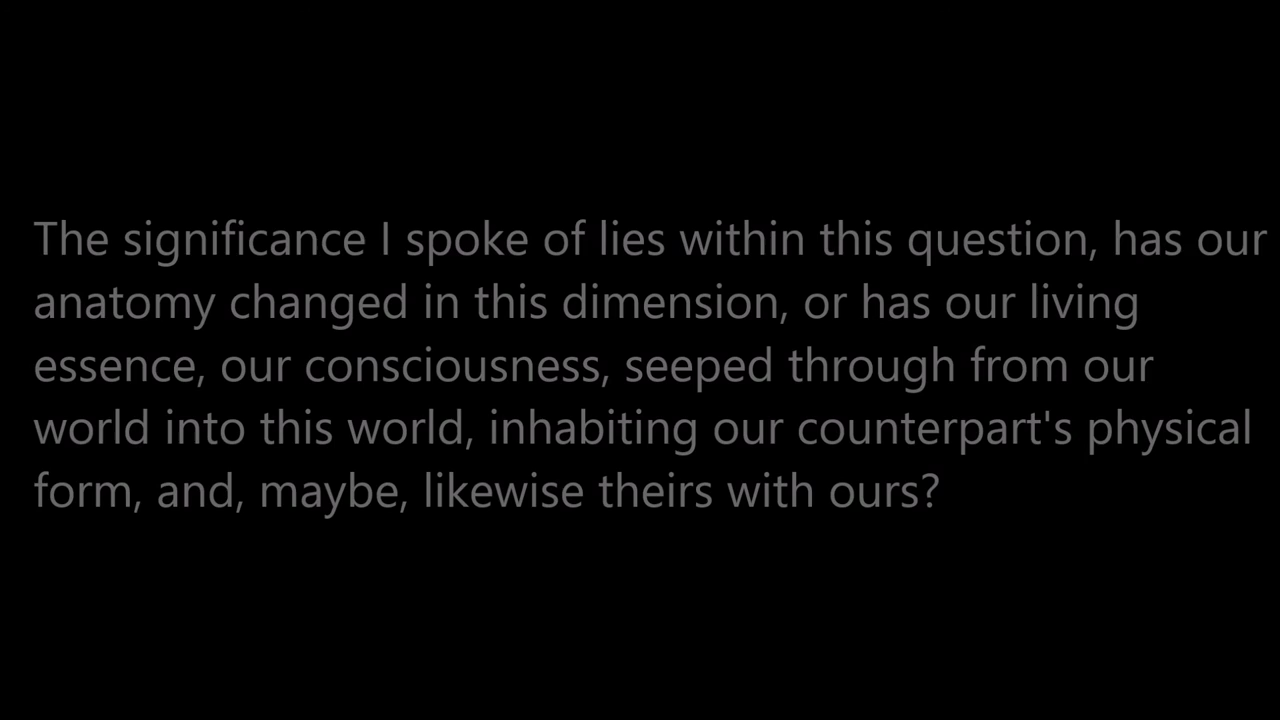 The significance I spoke of lies within this question, has our
anatomy changed in this dimension, or has our living
essence, our consciousness, seeped through from our
world into this world, inhabiting our counterpart's physical
form, and, maybe, likewise theirs with ours?